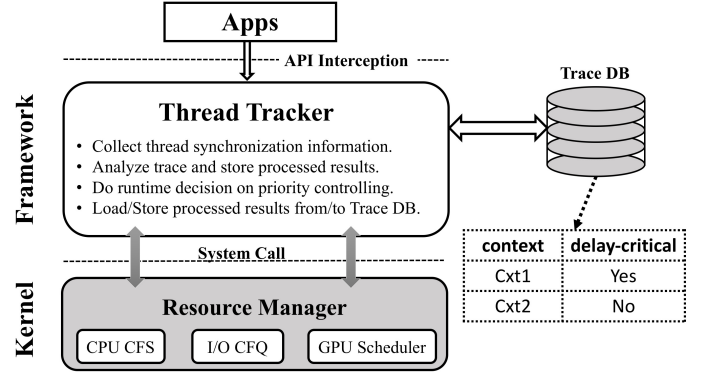 Apps
API Interception
Trace DB
Framework
Thread Tracker
• Collect thread synchronization information.
• Analyze trace and store processed results.
• Do runtime decision on priority controlling.
• Load/Store processed results from/to Trace DB.
context delay-critical
Cxt1 Yes
Cxt2 No
System Call
Kernel
Resource Manager
CPU CFS I/O CFQ GPU Scheduler